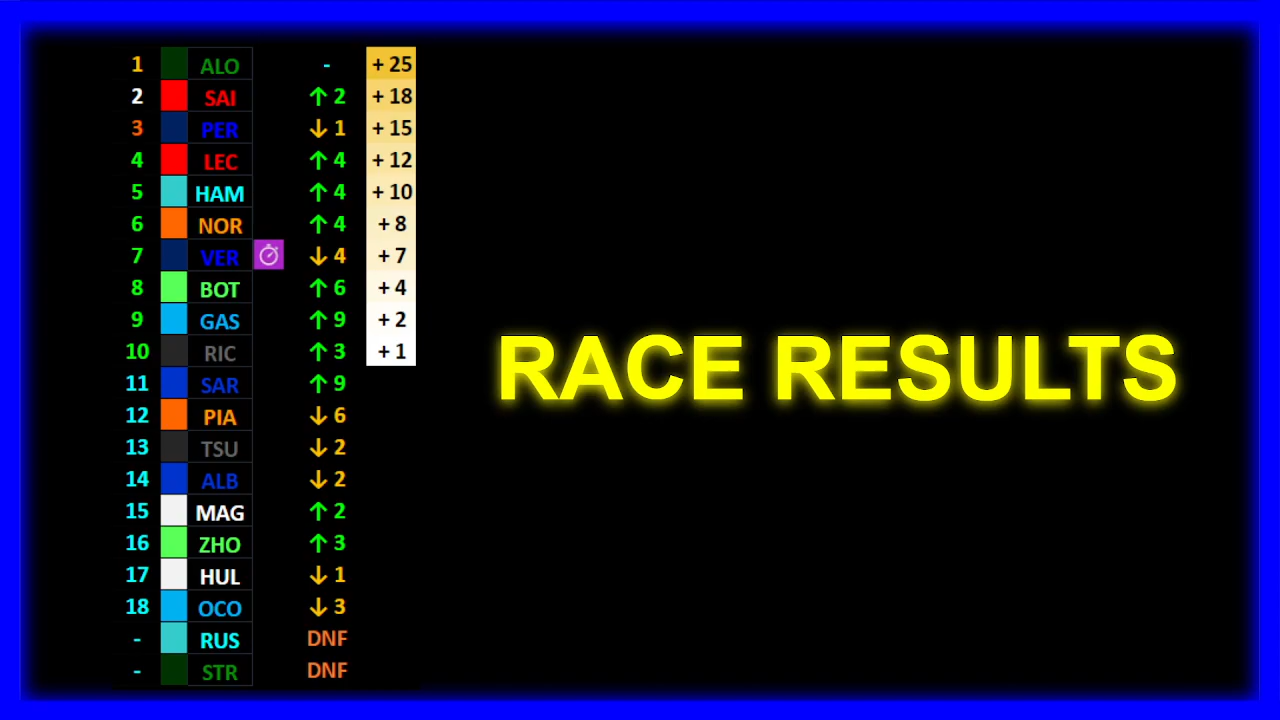 1 ALO - + 25
2 SAI ↑ 2 + 18
3 PER ↓ 1 + 15
4 LEC ↑ 4 + 12
5 HAM ↑ 4 + 10
6 NOR ↑ 4 + 8
7 VER ↓ 4 + 7
8 BOT ↑ 6 + 4
9 GAS ↑ 9 + 2
10 RIC ↑ 3 + 1
11 SAR ↑ 9
12 PIA ↓ 6
13 TSU ↓ 2
14 ALB ↓ 2
15 MAG ↑ 2
16 ZHO ↑ 3
17 HUL ↓ 1
18 OCO ↓ 3
- RUS DNF
- STR DNF
RACE RESULTS